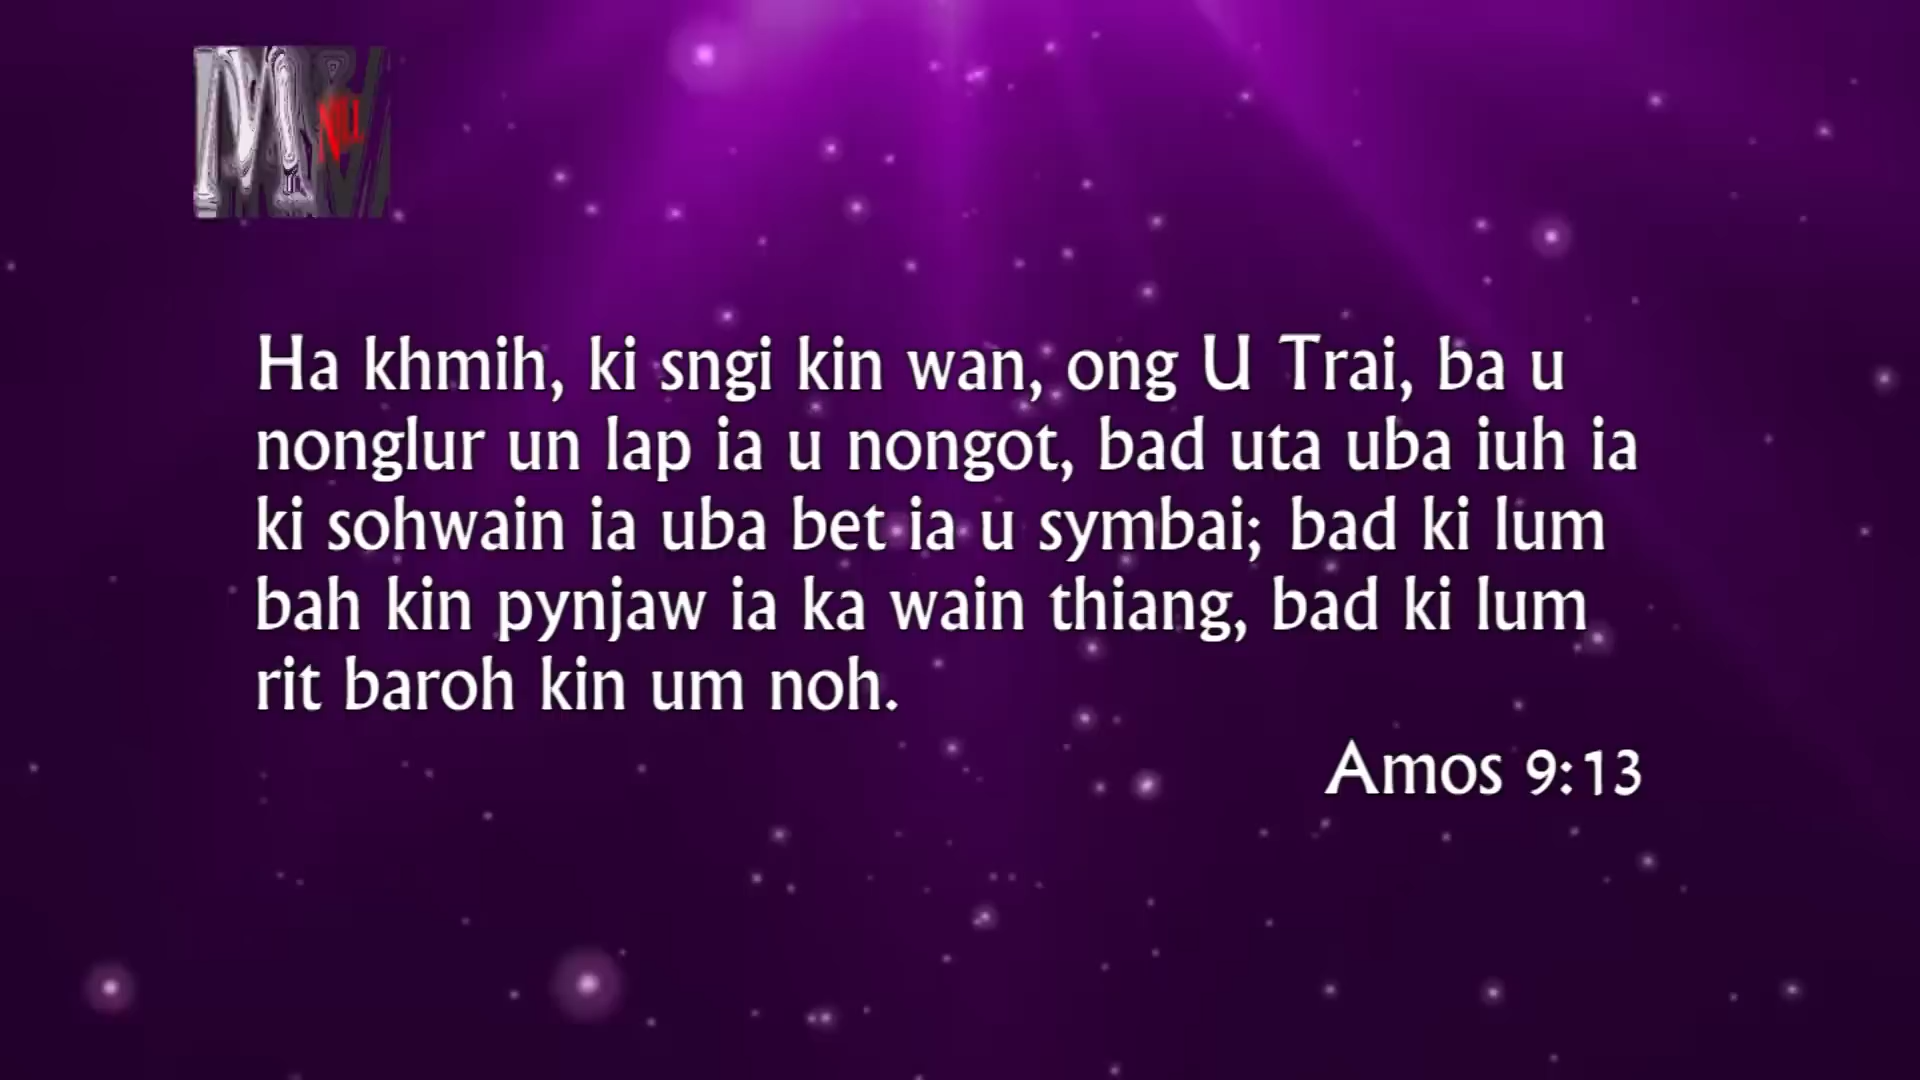 NILL
Ha khmih, ki sngi kin wan, ong U Trai, ba u
nonglur un lap ia u nongot, bad uta uba iuh ia
ki sohwain ia uba bet ia u symbai; bad ki lum
bah kin pynjaw ia ka wain thiang, bad ki lum
rit baroh kin um noh.
Amos 9:13